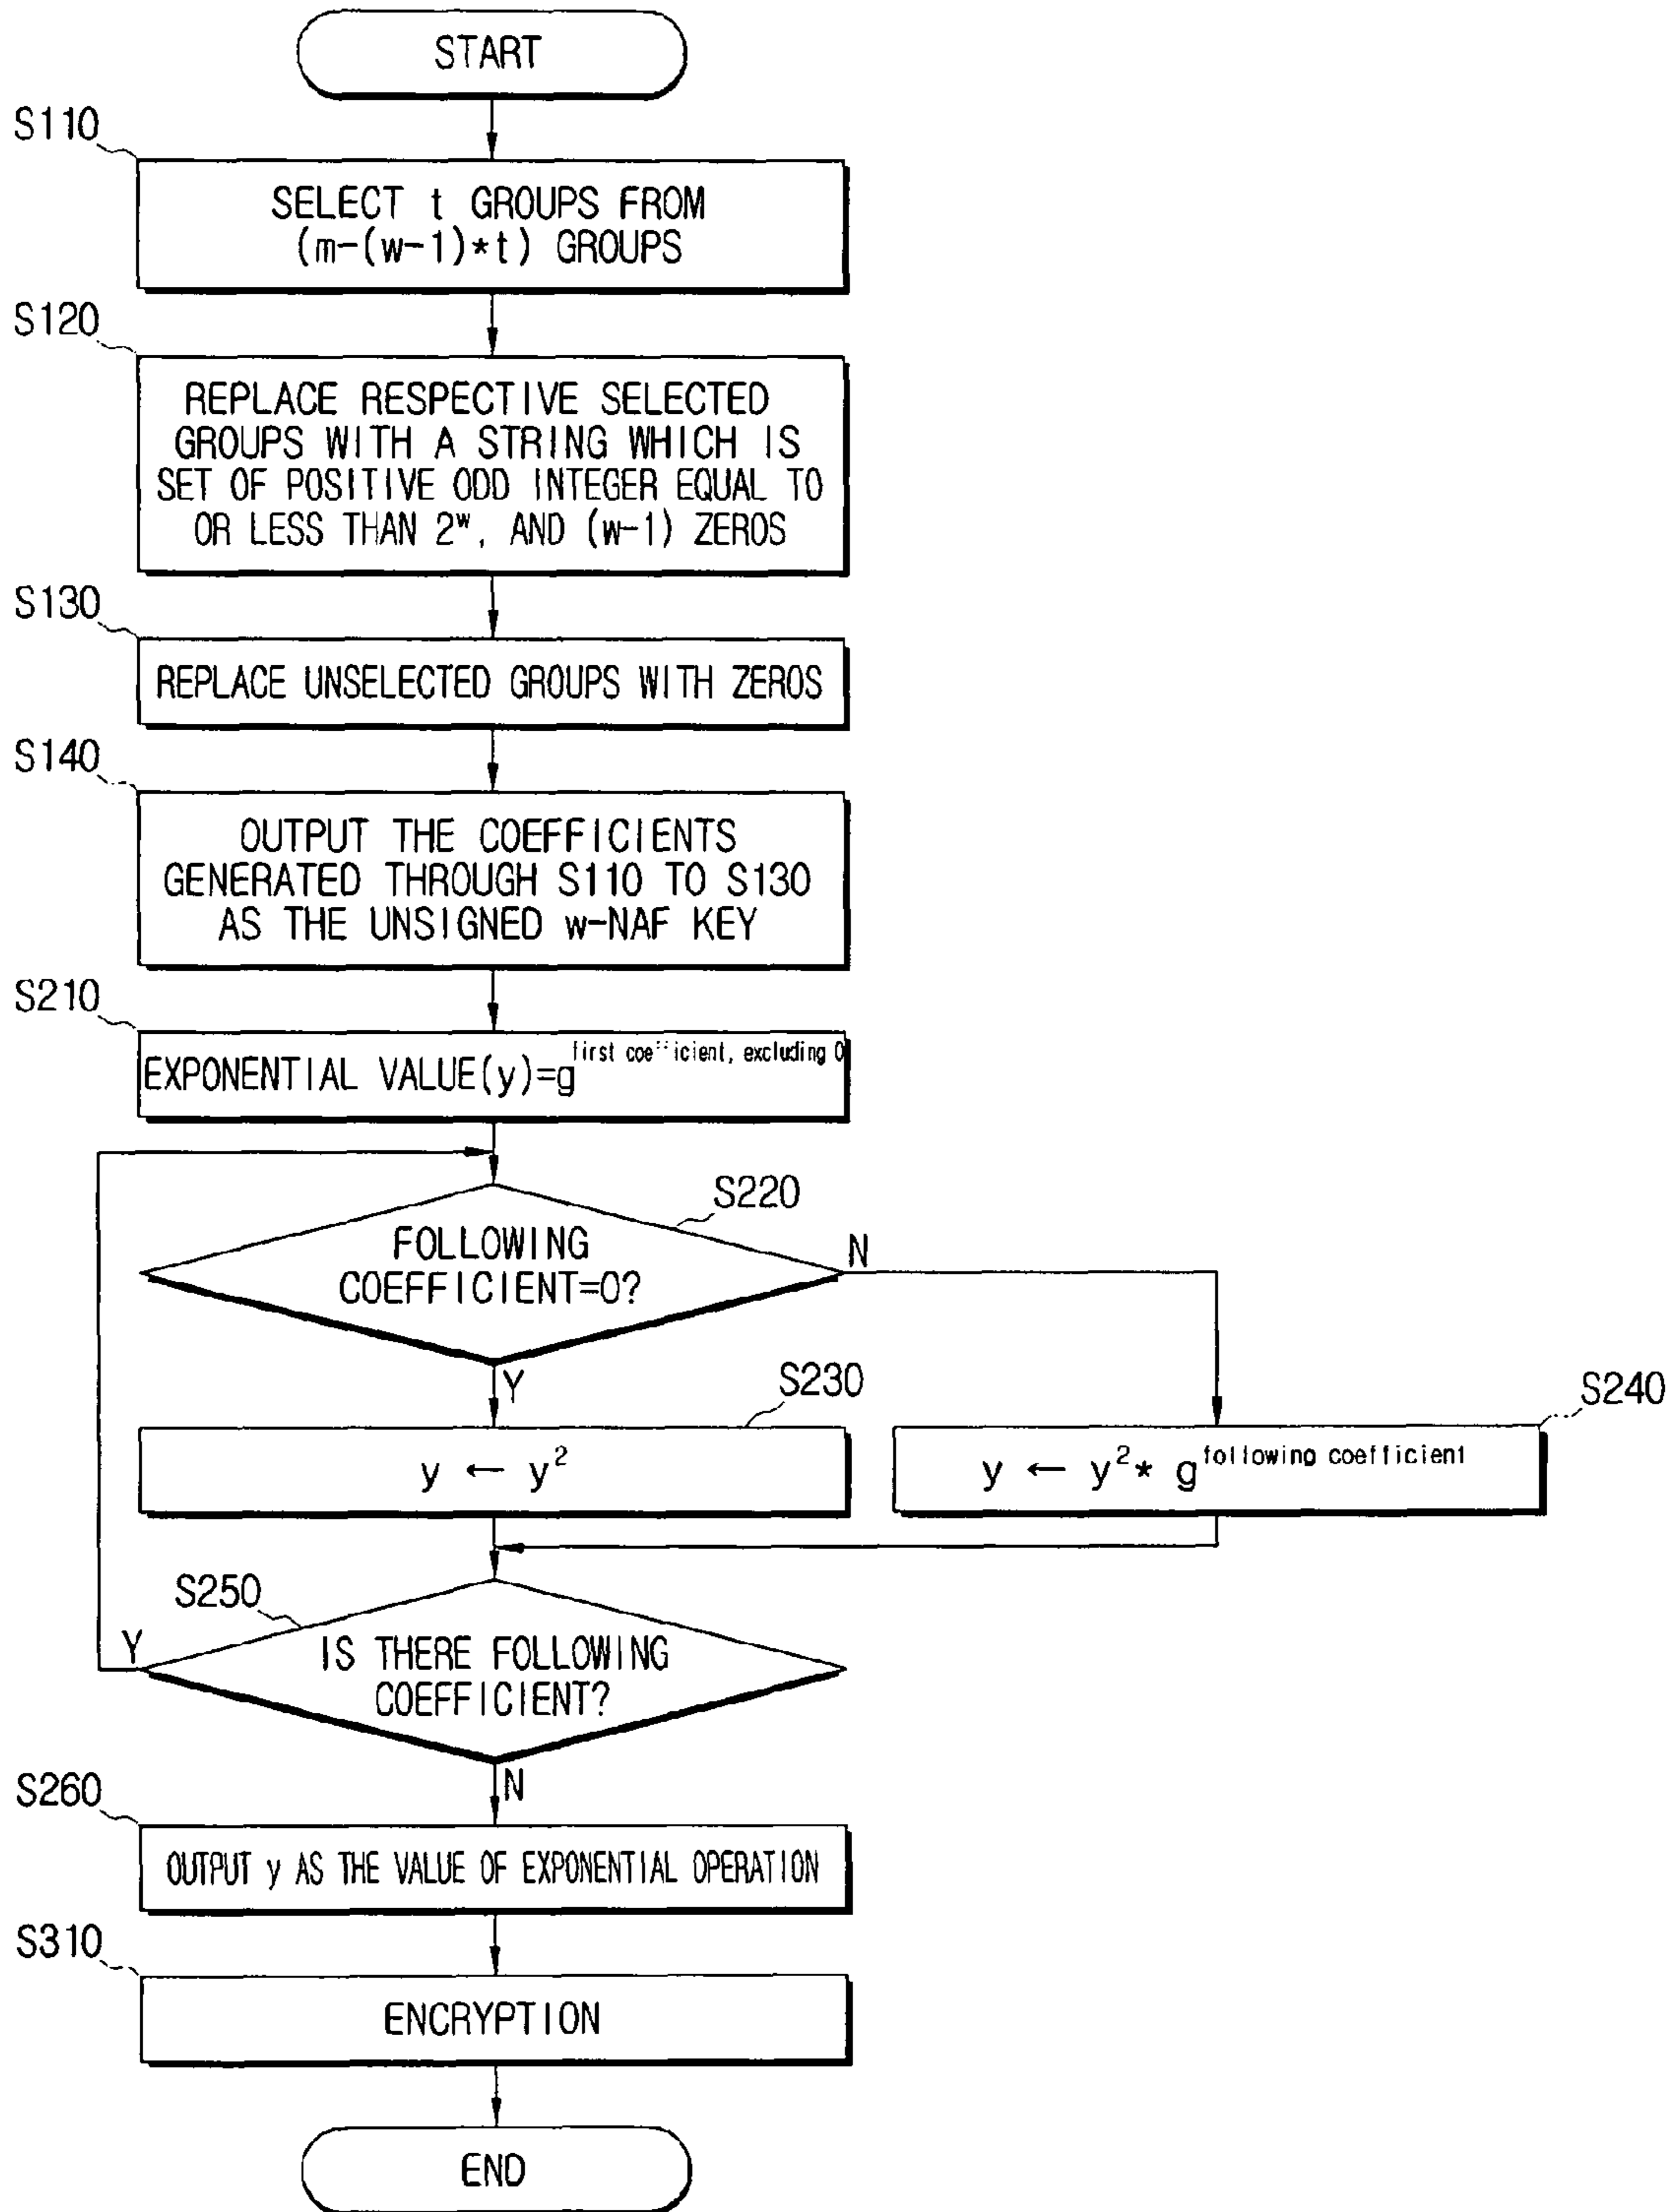 START
S110
SELECT t GROUPS FROM
(m-(w-1)*t) GROUPS
S120
REPLACE RESPECTIVE SELECTED
GROUPS WITH A STRING WHICH IS
SET OF POSITIVE ODD INTEGER EQUAL TO
OR LESS THAN 2^w, AND (w-1) ZEROS
S130
REPLACE UNSELECTED GROUPS WITH ZEROS
S140
OUTPUT THE COEFFICIENTS
GENERATED THROUGH S110 TO S130
AS THE UNSIGNED w-NAF KEY
S210
EXPONENTIAL VALUE(y)=g^first coefficient, excluding 0
S220
FOLLOWING
COEFFICIENT=0?
N
Y
S230
y ← y²
S240
y ← y²* g^following coefficient
S250
Y
IS THERE FOLLOWING
COEFFICIENT?
N
S260
OUTPUT y AS THE VALUE OF EXPONENTIAL OPERATION
S310
ENCRYPTION
END